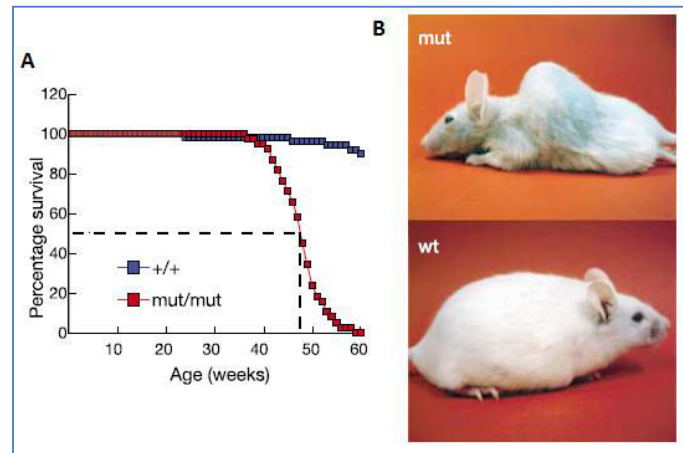 A
B
mut
120
100
80
60
40
20
0
Percentage survival
+/+
mut/mut
10 20 30 40 50 60
Age (weeks)
wt